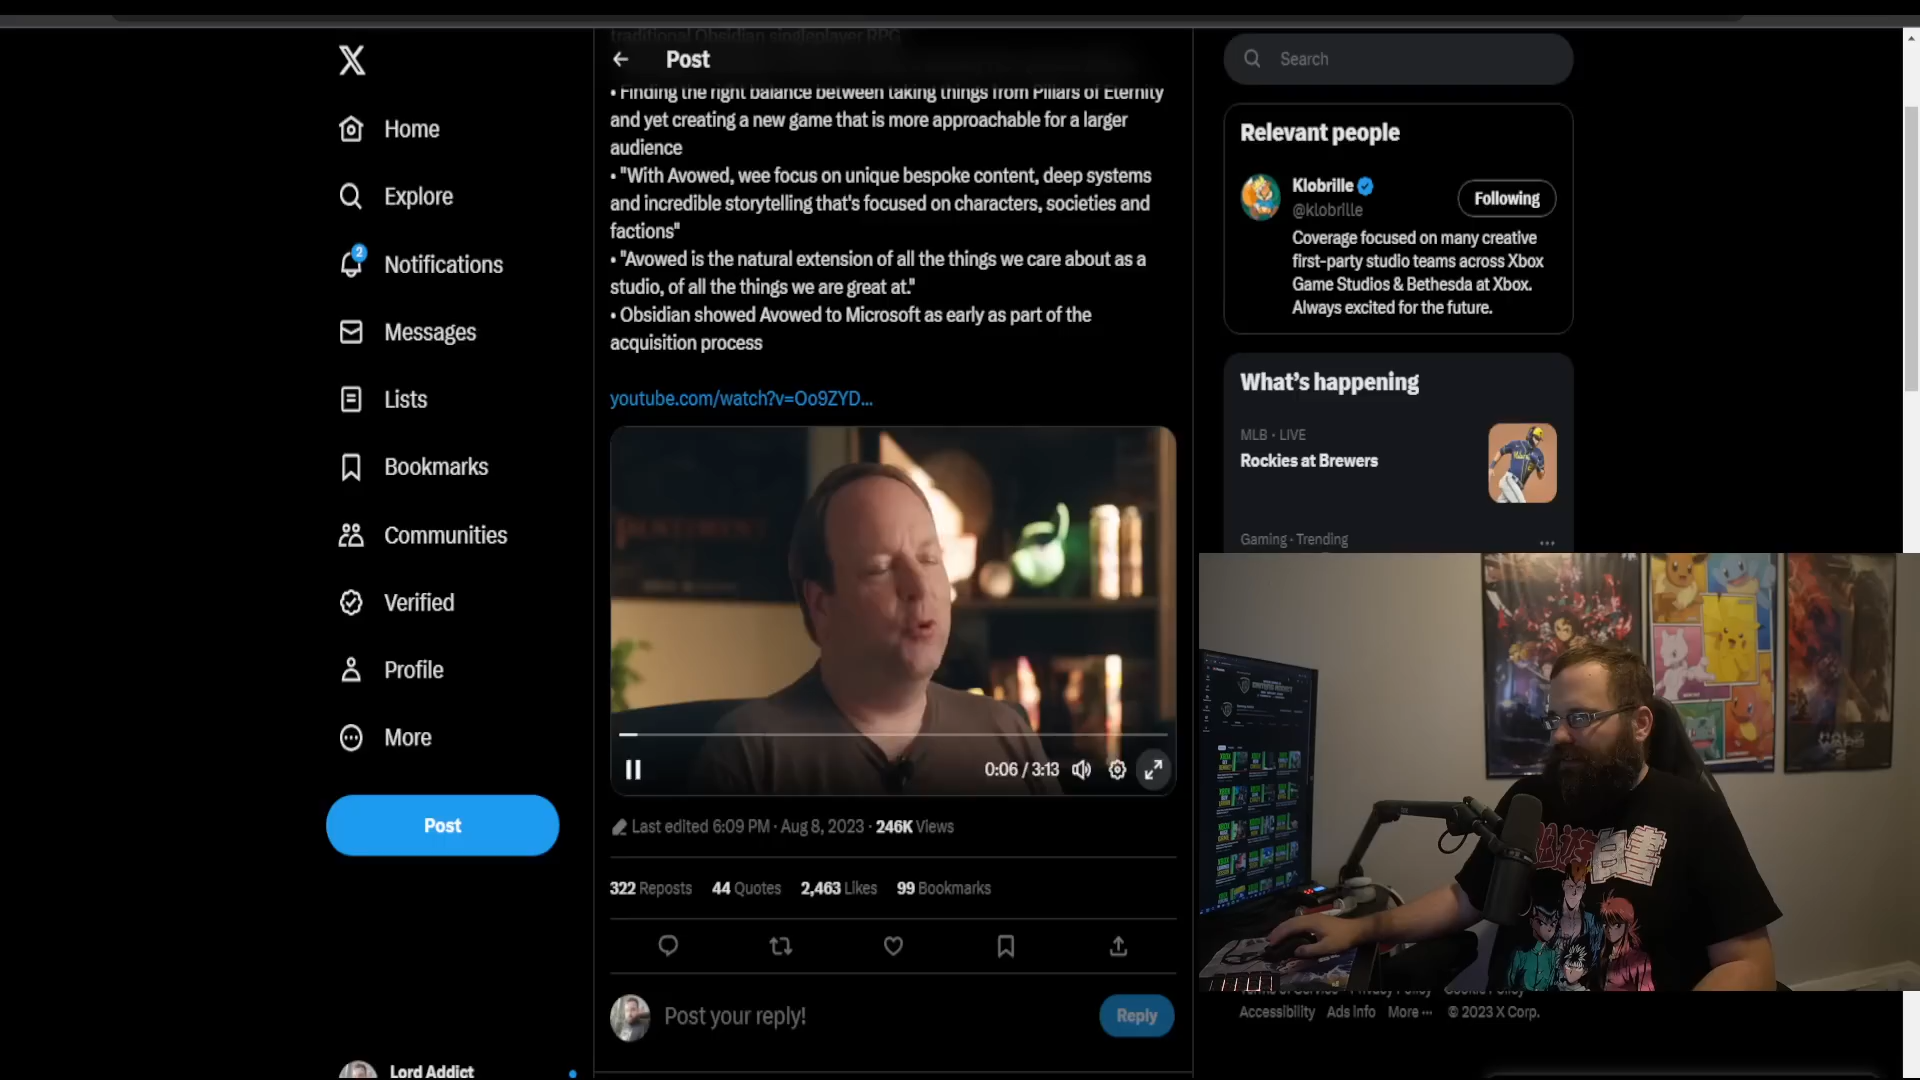 traditional Obsidian singleplayer RPG
Post
• Finding the right balance between taking things from Pillars of Eternity
and yet creating a new game that is more approachable for a larger
audience
• "With Avowed, wee focus on unique bespoke content, deep systems
and incredible storytelling that's focused on characters, societies and
factions"
• "Avowed is the natural extension of all the things we care about as a
studio, of all the things we are great at."
• Obsidian showed Avowed to Microsoft as early as part of the
acquisition process
youtube.com/watch?v=Oo9ZYD...
0:06 / 3:13
Last edited 6:09 PM · Aug 8, 2023 · 246K Views
322 Reposts 44 Quotes 2,463 Likes 99 Bookmarks
Post your reply!
Reply
X
Home
Explore
2
Notifications
Messages
Lists
Bookmarks
Communities
Verified
Profile
More
Post
Lord Addict
Search
Relevant people
Klobrille
@klobrille
Following
Coverage focused on many creative
first-party studio teams across Xbox
Game Studios & Bethesda at Xbox.
Always excited for the future.
What's happening
MLB · LIVE
Rockies at Brewers
Gaming · Trending
...
幽遊白書
HALO WARS 2
Accessibility Ads Info More ... © 2023 X Corp.